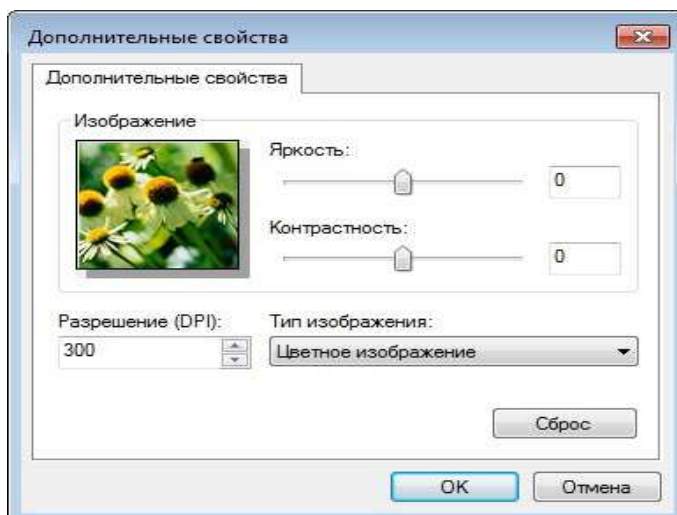 Дополнительные свойства
Дополнительные свойства
Изображение
Яркость:
0
Контрастность:
0
Разрешение (DPI):
Тип изображения:
300
Цветное изображение
Сброс
OK
Отмена